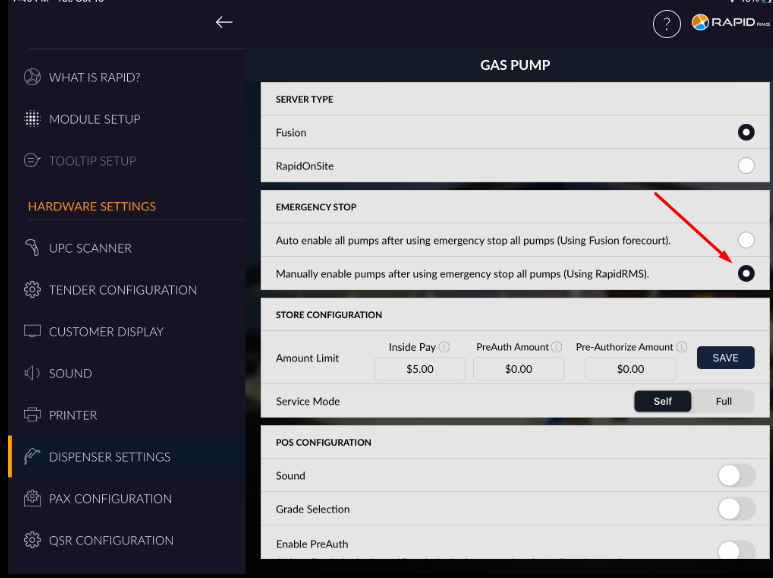 ?
RAPID RMS
WHAT IS RAPID?
MODULE SETUP
TOOLTIP SETUP
HARDWARE SETTINGS
UPC SCANNER
TENDER CONFIGURATION
CUSTOMER DISPLAY
SOUND
PRINTER
DISPENSER SETTINGS
PAX CONFIGURATION
QSR CONFIGURATION
GAS PUMP
SERVER TYPE
Fusion
RapidOnSite
EMERGENCY STOP
Auto enable all pumps after using emergency stop all pumps (Using Fusion forecourt).
Manually enable pumps after using emergency stop all pumps (Using RapidRMS).
STORE CONFIGURATION
Inside Pay PreAuth Amount Pre-Authorize Amount
Amount Limit $5.00 $0.00 $0.00 SAVE
Service Mode Self Full
POS CONFIGURATION
Sound
Grade Selection
Enable PreAuth